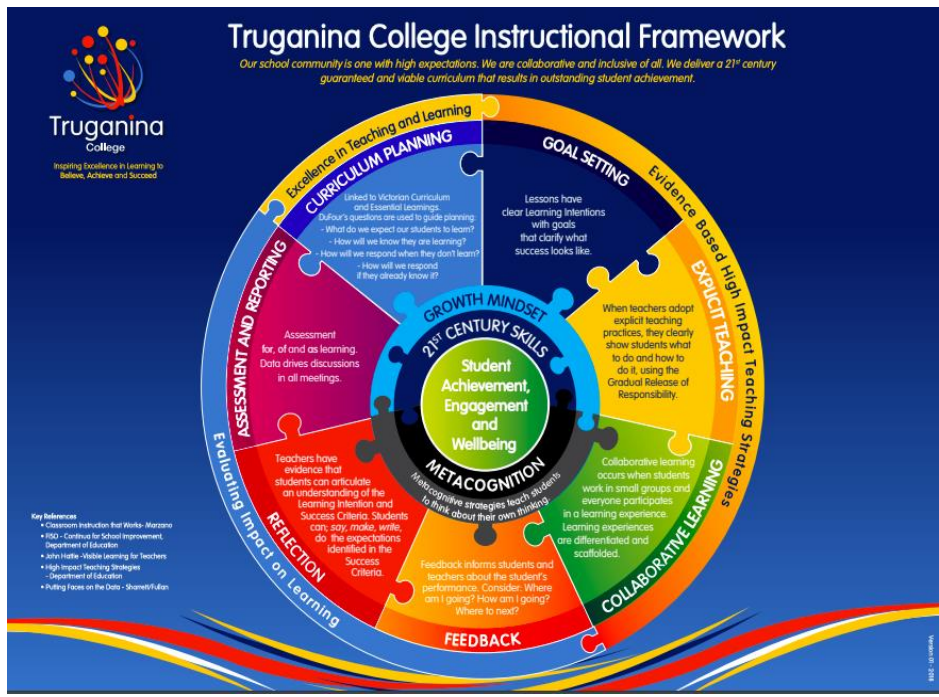 Truganina College Instructional Framework
Our school community is one with high expectations. We are collaborative and inclusive of all. We deliver a 21st century
guaranteed and viable curriculum that results in outstanding student achievement.
Truganina
College
Inspiring Excellence in Learning to
Believe, Achieve and Succeed
Excellence in Teaching and Learning
CURRICULUM PLANNING
Linked to Victorian Curriculum
and Essential Learnings.
DuFour's questions are used to guide planning:
- What do we expect our students to learn?
- How will we know they are learning?
- How will we respond when they don't learn?
- How will we respond
if they already know it?
GOAL SETTING
Lessons have
clear Learning Intentions
with goals
that clarify what
success looks like.
Evidence Based High Impact Teaching Strategies
EXPLICIT TEACHING
When teachers adopt
explicit teaching
practices, they clearly
show students what
to do and how to
do it, using the
Gradual Release of
Responsibility.
COLLABORATIVE LEARNING
Collaborative learning
occurs when students
work in small groups and
everyone participates
in a learning experience.
Learning experiences
are differentiated and
scaffolded.
FEEDBACK
Feedback informs students and
teachers about the student's
performance. Consider: Where
am I going? How am I going?
Where to next?
REFLECTION
Teachers have
evidence that
students can articulate
an understanding of the
Learning Intention and
Success Criteria. Students
can; say, make, write,
do the expectations
identified in the
Success
Criteria.
Evaluating Impact on Learning
ASSESSMENT AND REPORTING
Assessment
for, of and as learning.
Data drives discussions
in all meetings.
GROWTH MINDSET
21ST CENTURY SKILLS
Student
Achievement,
Engagement
and
Wellbeing
METACOGNITION
Metacognitive strategies teach students
to think about their own thinking.
Key References
• Classroom Instruction that Works- Marzano
• FISO - Continua for School Improvement,
Department of Education
• John Hattie -Visible Learning for Teachers
• High Impact Teaching Strategies
- Department of Education
• Putting Faces on the Data - Sharratt/Fullan
Version 01 - 2018